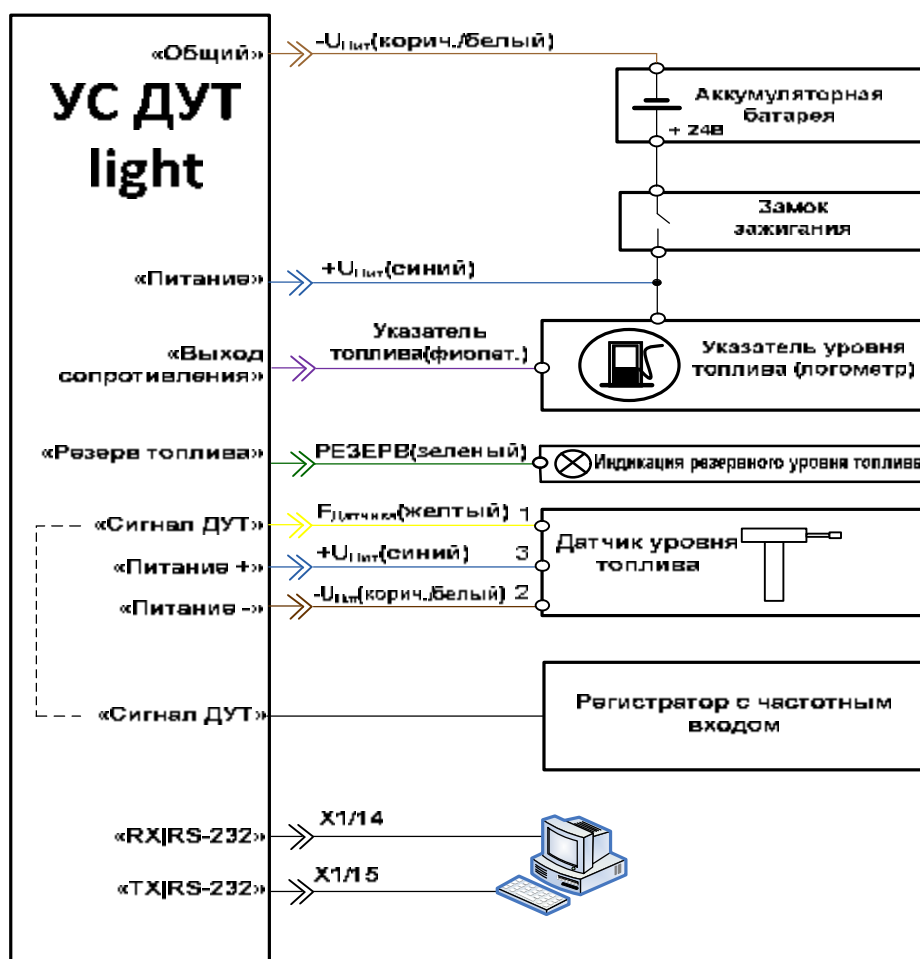 «Общий»
-UПит(корич./белый)
УС ДУТ
light
Аккумуляторная
батарея
+ 24В
Замок
зажигания
«Питание»
+UПит(синий)
«Выход
сопротивления»
Указатель
топлива(фиолет.)
Указатель уровня
топлива (логометр)
«Резерв топлива»
РЕЗЕРВ(зеленый)
Индикация резервного уровня топлива
«Сигнал ДУТ»
FДатчика(желтый) 1
«Питание +»
+UПит(синий) 3
«Питание -»
-UПит(корич./белый) 2
Датчик уровня
топлива
«Сигнал ДУТ»
Регистратор с частотным
входом
«RX|RS-232»
X1/14
«TX|RS-232»
X1/15